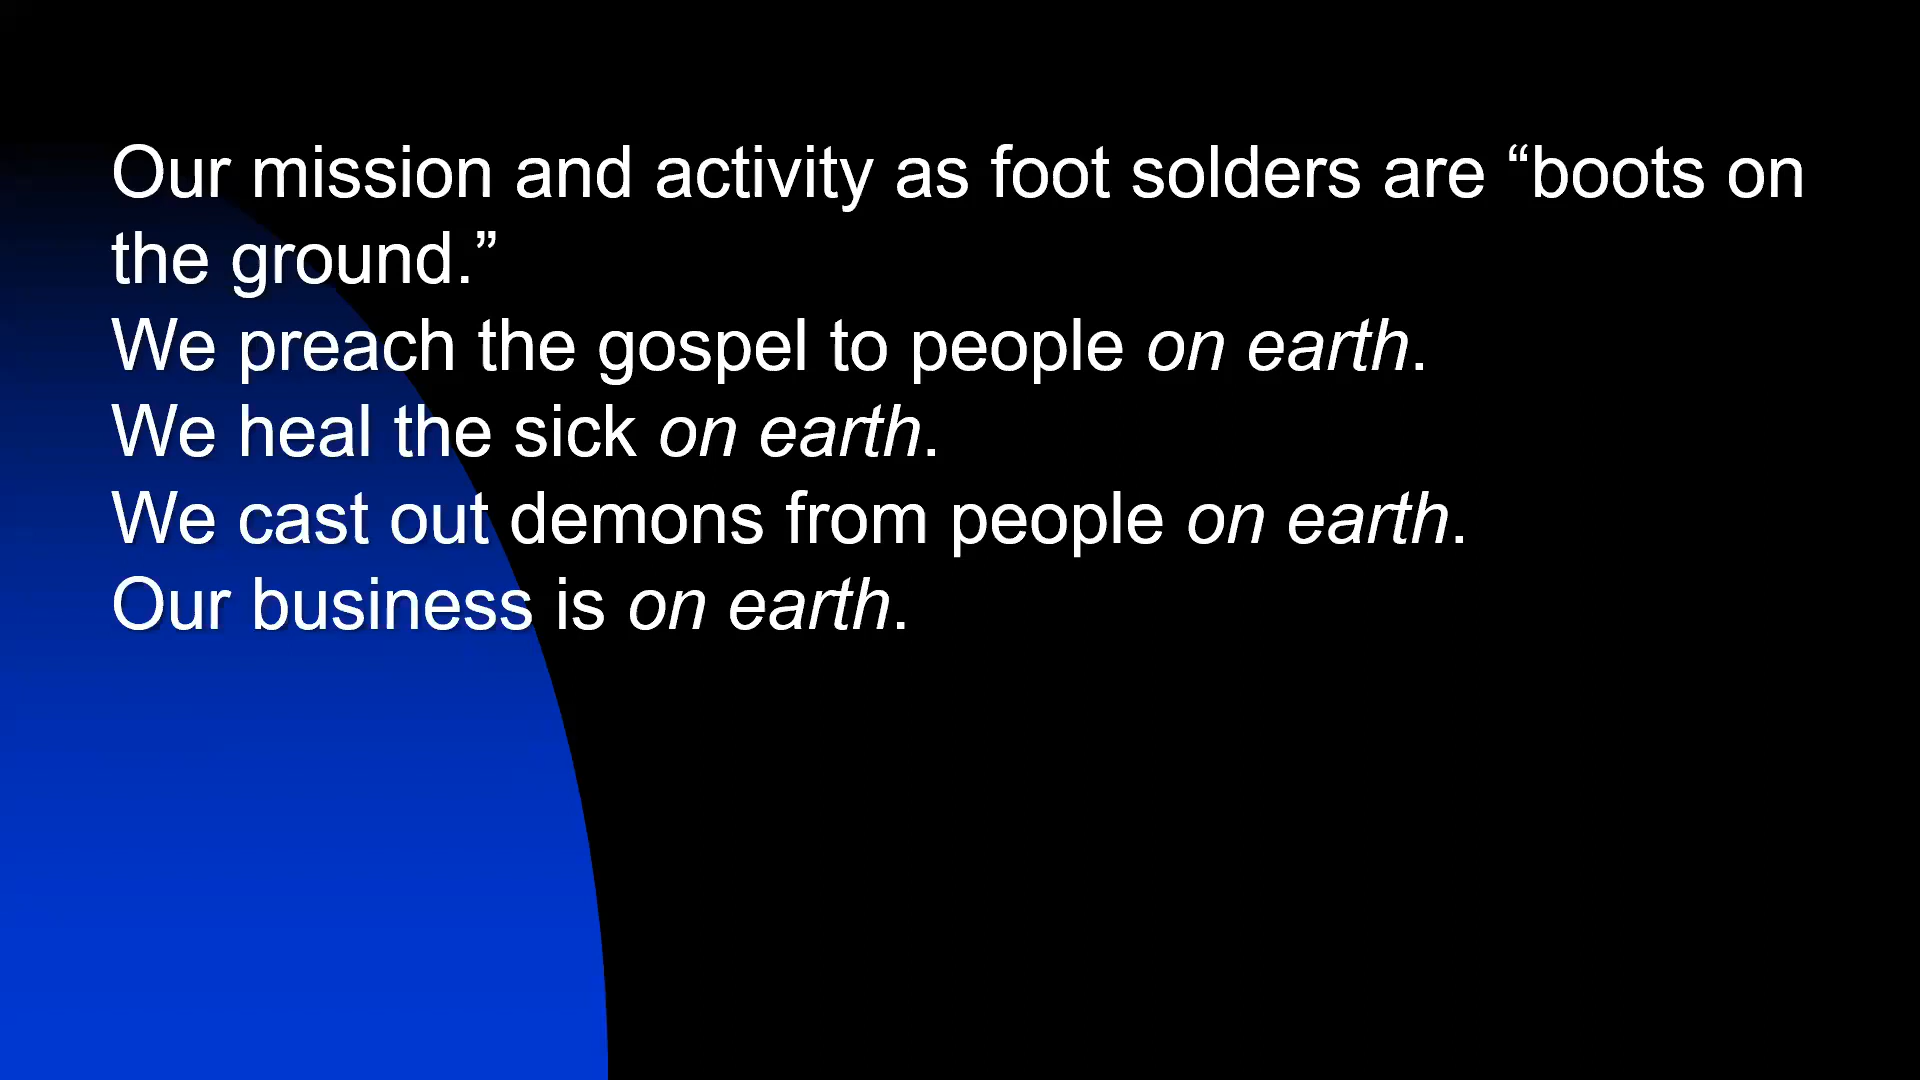 Our mission and activity as foot solders are “boots on
the ground.”
We preach the gospel to people on earth.
We heal the sick on earth.
We cast out demons from people on earth.
Our business is on earth.